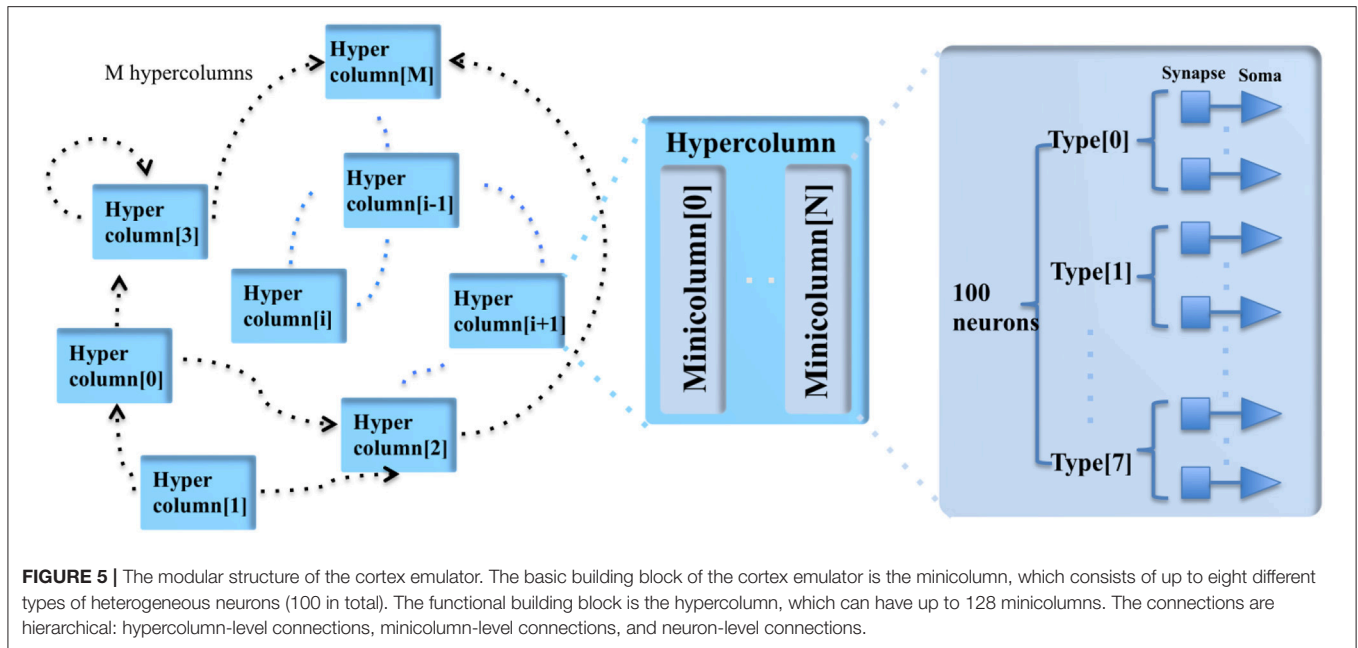 M hypercolumns
Hyper
column[M]
Hyper
column[i-1]
Hyper
column[3]
Hyper
column[i]
Hyper
column[i+1]
Hyper
column[0]
Hyper
column[2]
Hyper
column[1]
Hypercolumn
Minicolumn[0]
Minicolumn[N]
Synapse Soma
Type[0]
Type[1]
100
neurons
Type[7]
FIGURE 5 | The modular structure of the cortex emulator. The basic building block of the cortex emulator is the minicolumn, which consists of up to eight different
types of heterogeneous neurons (100 in total). The functional building block is the hypercolumn, which can have up to 128 minicolumns. The connections are
hierarchical: hypercolumn-level connections, minicolumn-level connections, and neuron-level connections.